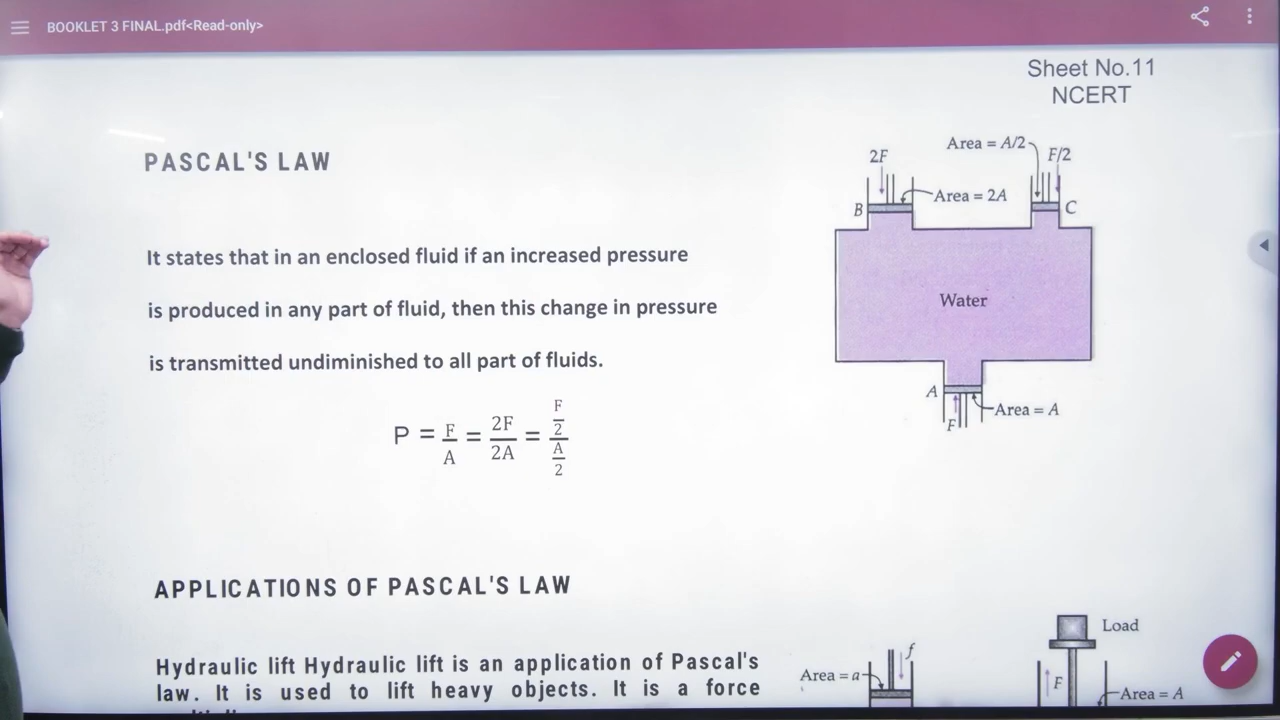 BOOKLET 3 FINAL.pdf<Read-only>
Sheet No.11
NCERT
PASCAL'S LAW
It states that in an enclosed fluid if an increased pressure
is produced in any part of fluid, then this change in pressure
is transmitted undiminished to all part of fluids.
P = F/A = 2F/2A = F/2 / A/2
2F
Area = A/2
F/2
Area = 2A
B
C
Water
A
Area = A
F
APPLICATIONS OF PASCAL'S LAW
Hydraulic lift Hydraulic lift is an application of Pascal's
law. It is used to lift heavy objects. It is a force
Area = a
f
Load
F
Area = A